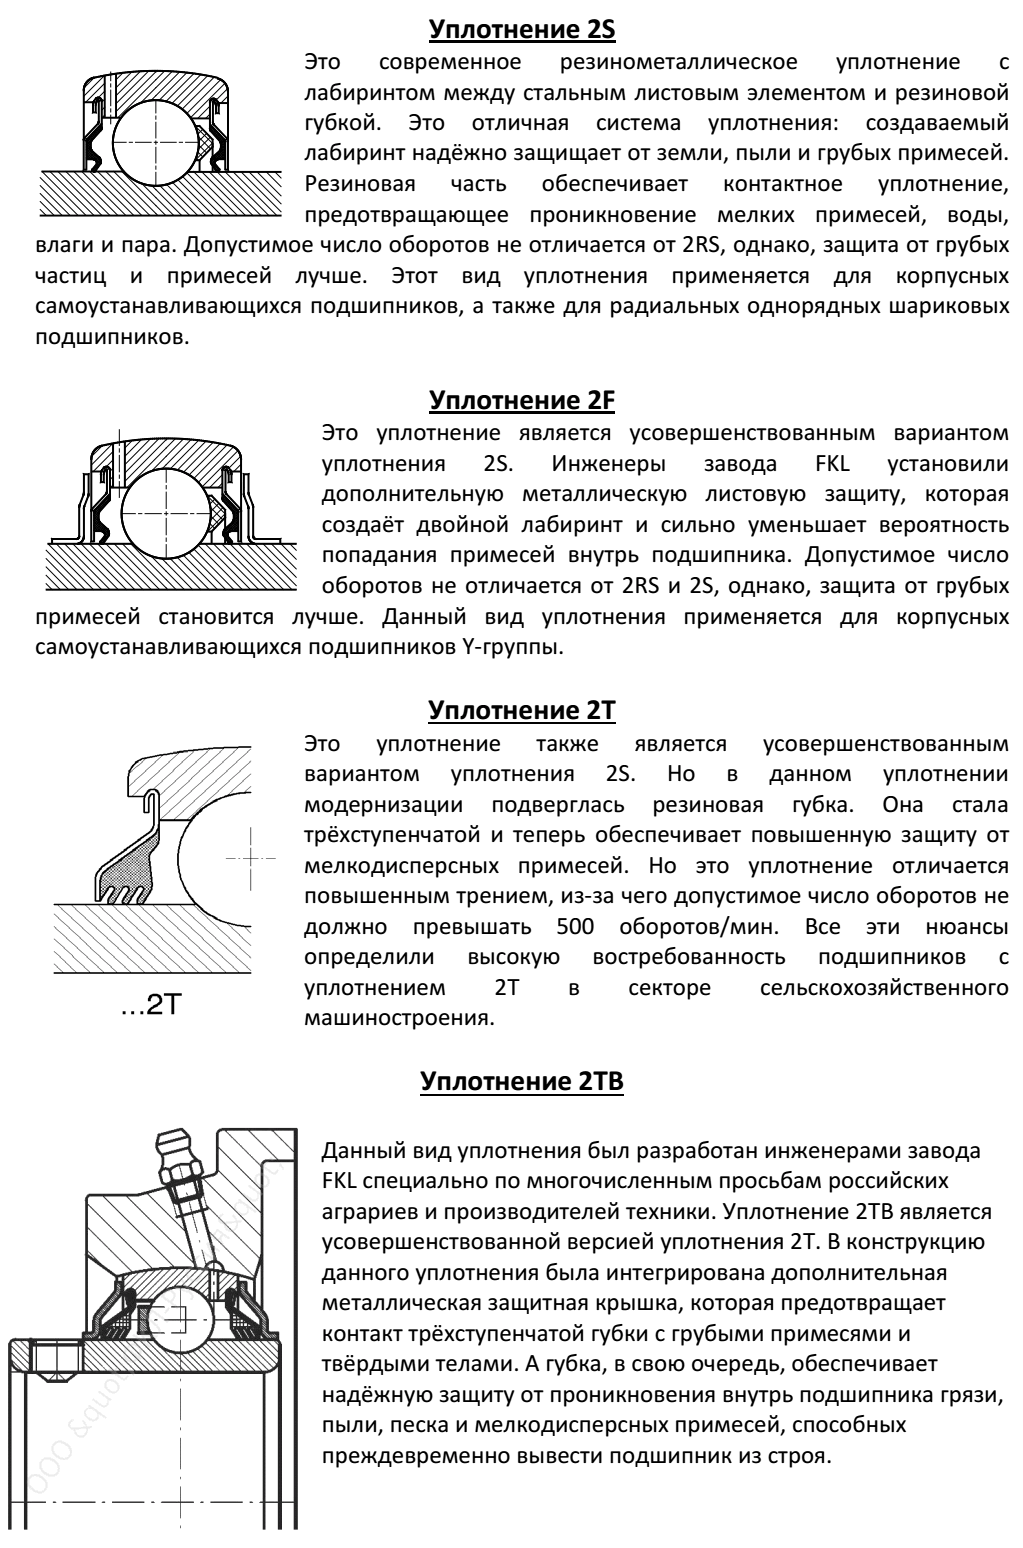 Уплотнение 2S
Это современное резинометаллическое уплотнение с
лабиринтом между стальным листовым элементом и резиновой
губкой. Это отличная система уплотнения: создаваемый
лабиринт надёжно защищает от земли, пыли и грубых примесей.
Резиновая часть обеспечивает контактное уплотнение,
предотвращающее проникновение мелких примесей, воды,
влаги и пара. Допустимое число оборотов не отличается от 2RS, однако, защита от грубых
частиц и примесей лучше. Этот вид уплотнения применяется для корпусных
самоустанавливающихся подшипников, а также для радиальных однорядных шариковых
подшипников.
Уплотнение 2F
Это уплотнение является усовершенствованным вариантом
уплотнения 2S. Инженеры завода FKL установили
дополнительную металлическую листовую защиту, которая
создаёт двойной лабиринт и сильно уменьшает вероятность
попадания примесей внутрь подшипника. Допустимое число
оборотов не отличается от 2RS и 2S, однако, защита от грубых
примесей становится лучше. Данный вид уплотнения применяется для корпусных
самоустанавливающихся подшипников Y-группы.
Уплотнение 2T
Это уплотнение также является усовершенствованным
вариантом уплотнения 2S. Но в данном уплотнении
модернизации подверглась резиновая губка. Она стала
трёхступенчатой и теперь обеспечивает повышенную защиту от
мелкодисперсных примесей. Но это уплотнение отличается
повышенным трением, из-за чего допустимое число оборотов не
должно превышать 500 оборотов/мин. Все эти нюансы
определили высокую востребованность подшипников с
уплотнением 2T в секторе сельскохозяйственного
машиностроения.
...2T
Уплотнение 2TB
Данный вид уплотнения был разработан инженерами завода
FKL специально по многочисленным просьбам российских
аграриев и производителей техники. Уплотнение 2TB является
усовершенствованной версией уплотнения 2T. В конструкцию
данного уплотнения была интегрирована дополнительная
металлическая защитная крышка, которая предотвращает
контакт трёхступенчатой губки с грубыми примесями и
твёрдыми телами. А губка, в свою очередь, обеспечивает
надёжную защиту от проникновения внутрь подшипника грязи,
пыли, песка и мелкодисперсных примесей, способных
преждевременно вывести подшипник из строя.
ООО &quot